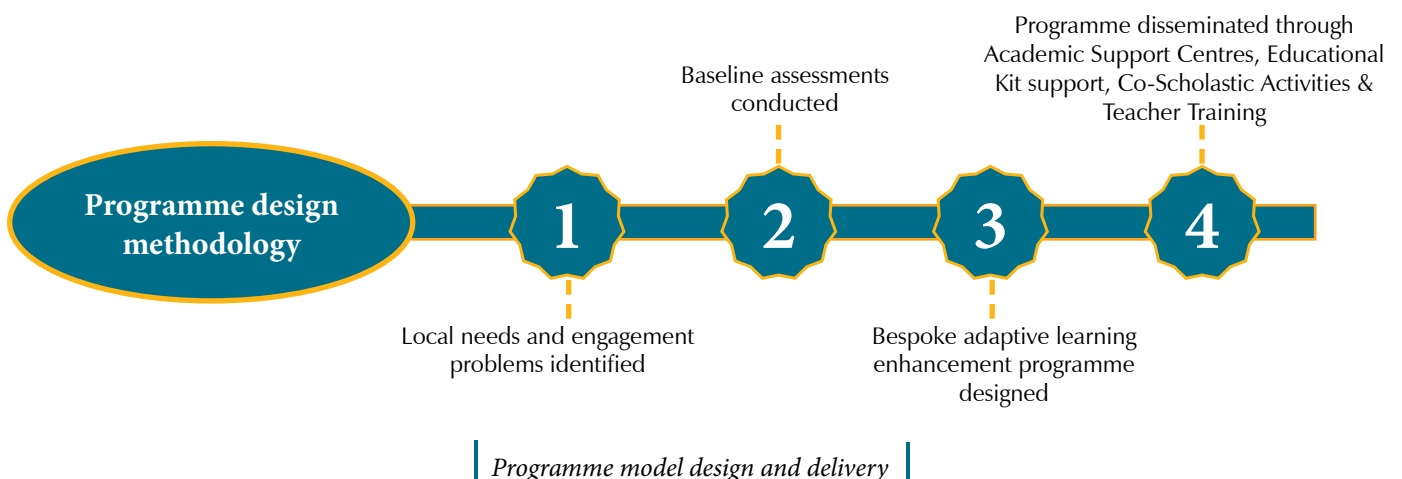 Programme design
methodology
1
Local needs and engagement
problems identified
2
Baseline assessments
conducted
3
Bespoke adaptive learning
enhancement programme
designed
4
Programme disseminated through
Academic Support Centres, Educational
Kit support, Co-Scholastic Activities &
Teacher Training
Programme model design and delivery